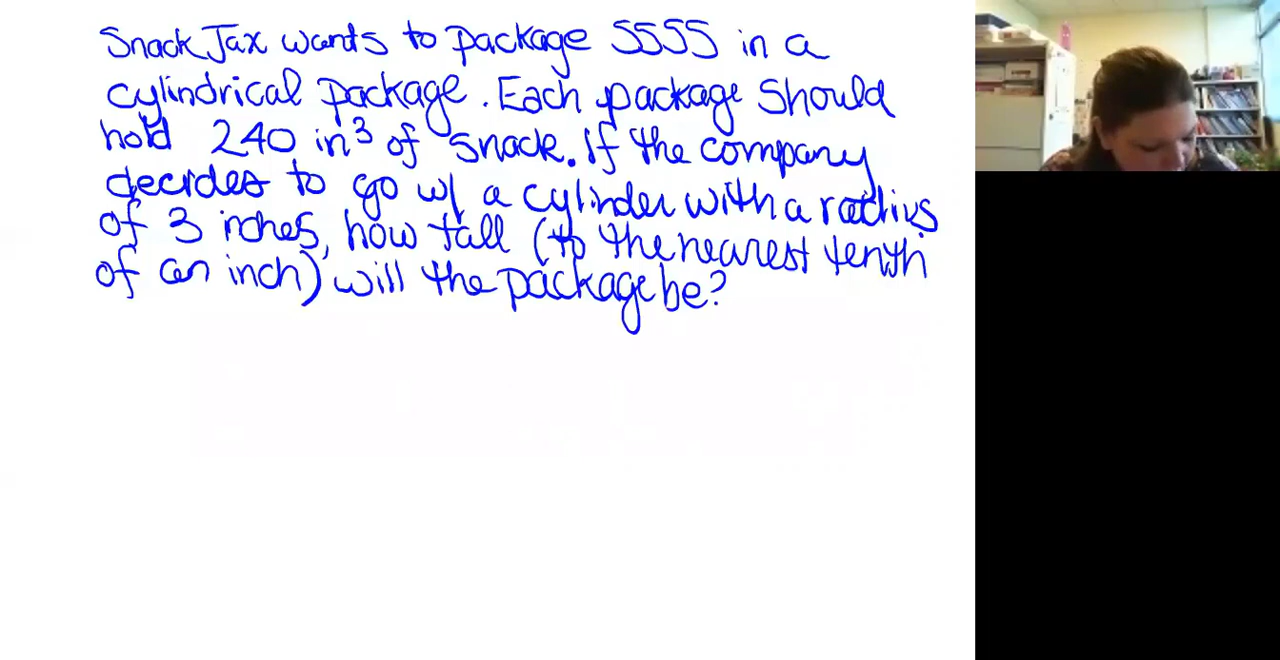 Snack Jax wants to package SSSS in a
cylindrical package. Each package should
hold 240 in³ of snack. If the company
decides to go w/ a cylinder with a radius
of 3 inches, how tall (to the nearest tenth
of an inch) will the package be?